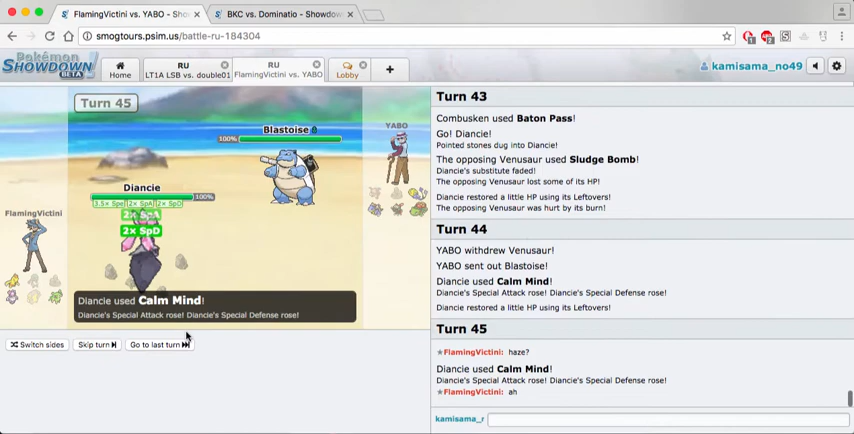 FlamingVictini vs. YABO - Sho
BKC vs. Dominatio - Showdow
smogtours.psim.us/battle-ru-184304
Pokémon
SHOWDOWN!
BETA
Home
RU
LT1A LSB vs. double01
RU
FlamingVictini vs. YABO
Lobby
kamisama_no49
Turn 45
Blastoise
100%
YABO
Diancie
100%
3.5× Spe 2× SpA 2× SpD
2× SpA
2× SpD
FlamingVictini
Diancie used Calm Mind!
Diancie's Special Attack rose! Diancie's Special Defense rose!
Switch sides
Skip turn
Go to last turn
Turn 43
Combusken used Baton Pass!
Go! Diancie!
Pointed stones dug into Diancie!
The opposing Venusaur used Sludge Bomb!
Diancie's substitute faded!
The opposing Venusaur lost some of its HP!
Diancie restored a little HP using its Leftovers!
The opposing Venusaur was hurt by its burn!
Turn 44
YABO withdrew Venusaur!
YABO sent out Blastoise!
Diancie used Calm Mind!
Diancie's Special Attack rose! Diancie's Special Defense rose!
Diancie restored a little HP using its Leftovers!
Turn 45
★FlamingVictini: haze?
Diancie used Calm Mind!
Diancie's Special Attack rose! Diancie's Special Defense rose!
★FlamingVictini: ah
kamisama_r